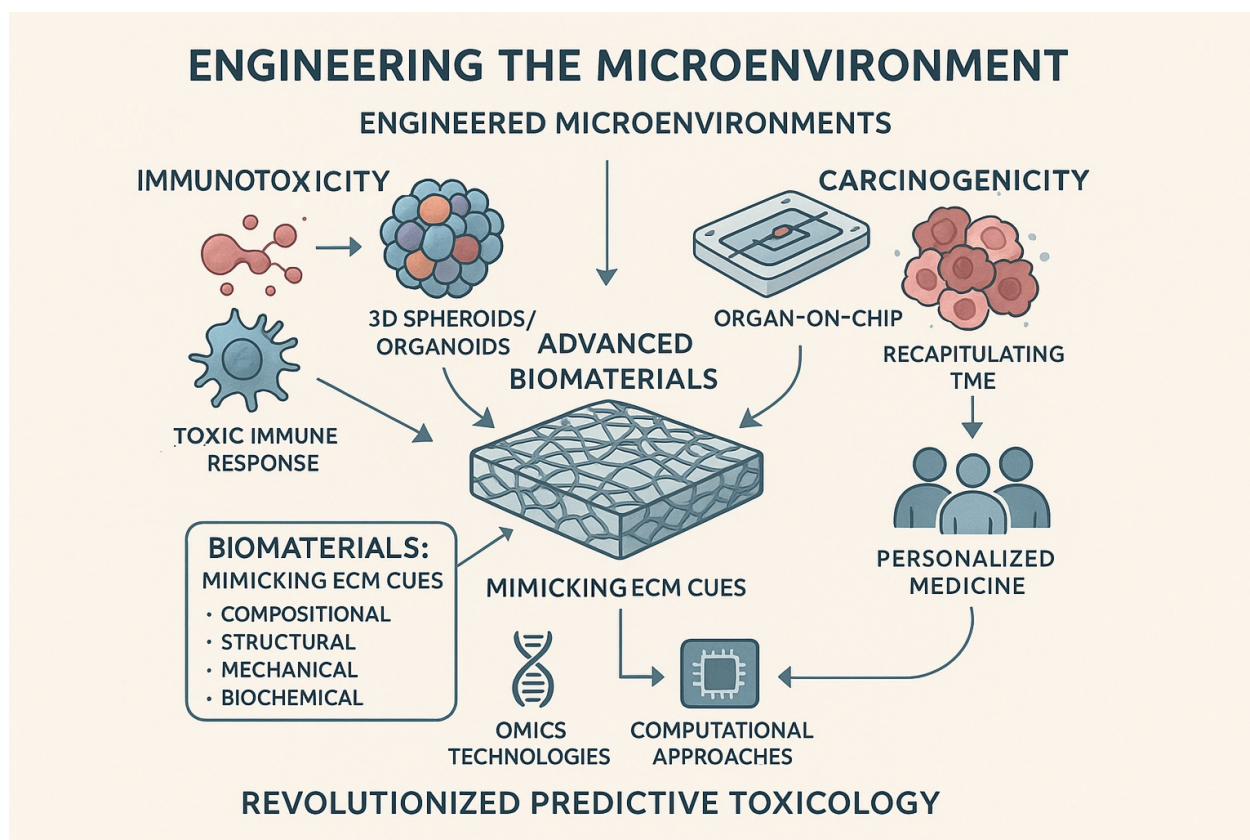 ENGINEERING THE MICROENVIRONMENT
ENGINEERED MICROENVIRONMENTS
IMMUNOTOXICITY
CARCINOGENICITY
3D SPHEROIDS/
ORGANOIDS
ORGAN-ON-CHIP
ADVANCED
BIOMATERIALS
RECAPITULATING
TME
TOXIC IMMUNE
RESPONSE
BIOMATERIALS:
MIMICKING ECM CUES
• COMPOSITIONAL
• STRUCTURAL
• MECHANICAL
• BIOCHEMICAL
MIMICKING ECM CUES
PERSONALIZED
MEDICINE
OMICS
TECHNOLOGIES
COMPUTATIONAL
APPROACHES
REVOLUTIONIZED PREDICTIVE TOXICOLOGY